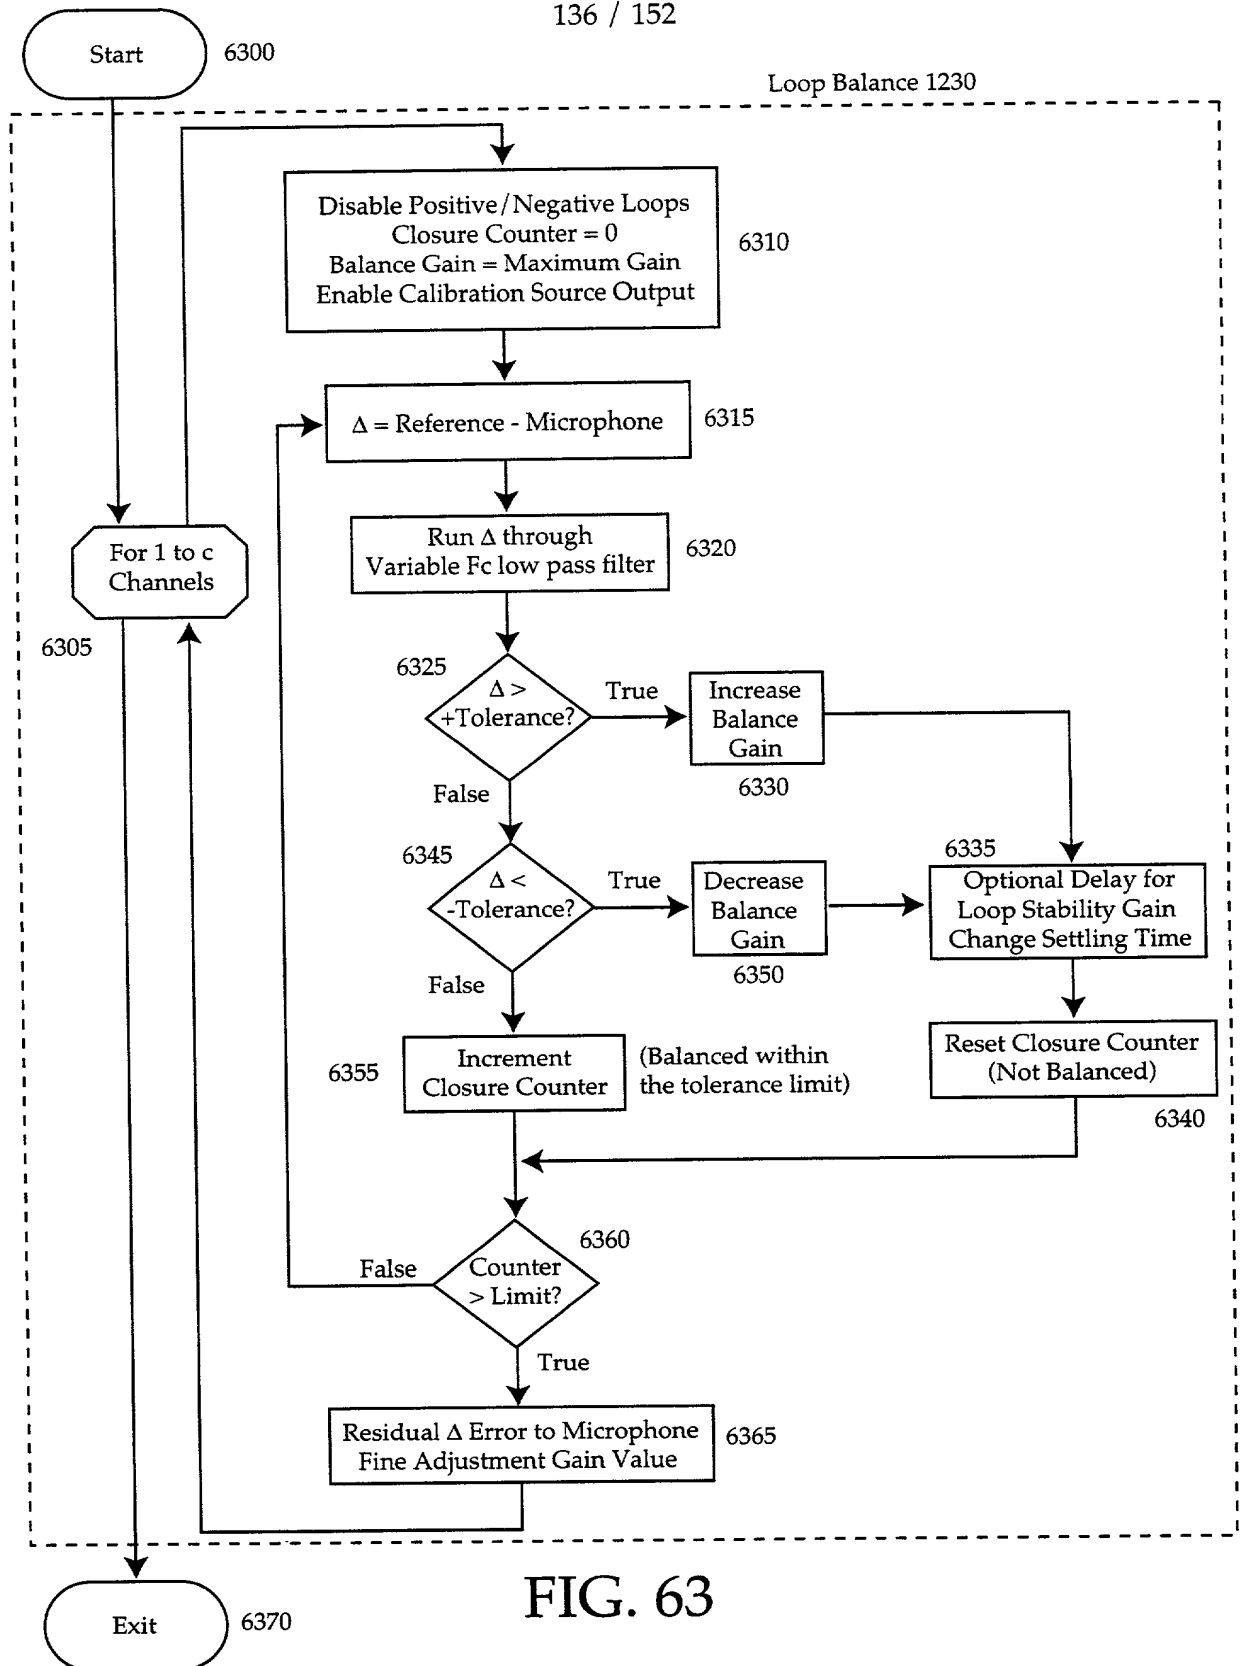 136 / 152
Start
6300
Loop Balance 1230
Disable Positive/Negative Loops
Closure Counter = 0
Balance Gain = Maximum Gain
Enable Calibration Source Output
6310
Δ = Reference - Microphone
6315
For 1 to c
Channels
6305
Run Δ through
Variable Fc low pass filter
6320
6325
Δ >
+Tolerance?
True
Increase
Balance
Gain
6330
False
6345
Δ <
-Tolerance?
True
Decrease
Balance
Gain
6350
6335
Optional Delay for
Loop Stability Gain
Change Settling Time
False
6355
Increment
Closure Counter
(Balanced within
the tolerance limit)
Reset Closure Counter
(Not Balanced)
6340
6360
Counter
> Limit?
False
True
Residual Δ Error to Microphone
Fine Adjustment Gain Value
6365
Exit
6370
FIG. 63